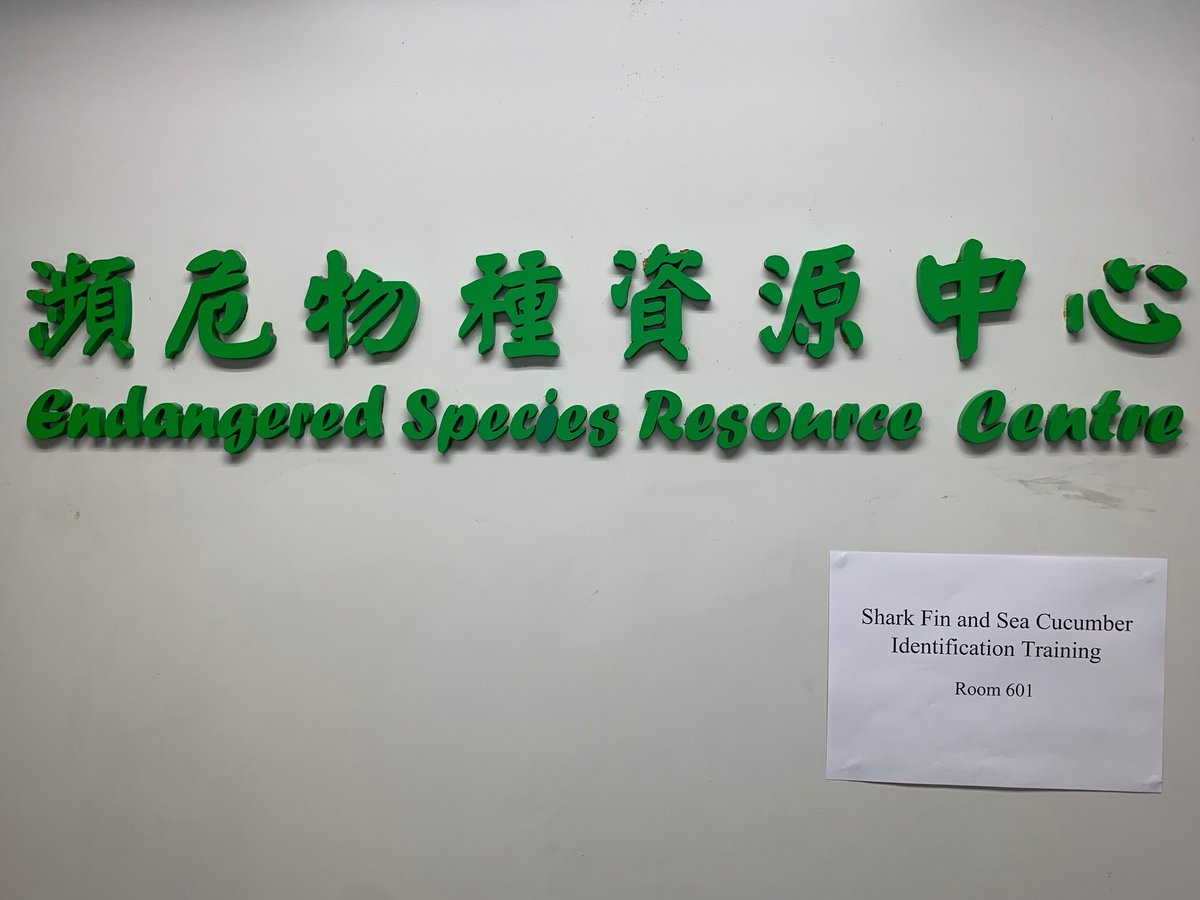 瀕危物種資源中心
Endangered Species Resource Centre
Shark Fin and Sea Cucumber
Identification Training
Room 601